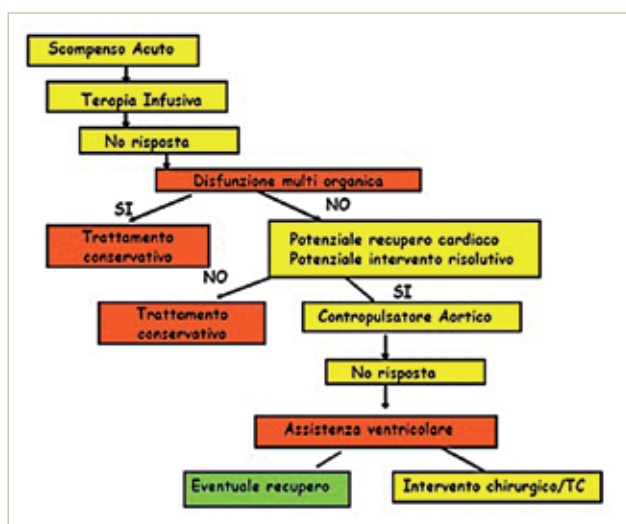 Scompenso Acuto
Terapia Infusiva
No risposta
Disfunzione multi organica
SI
NO
Trattamento
conservativo
Potenziale recupero cardiaco
Potenziale intervento risolutivo
NO
SI
Trattamento
conservativo
Contropulsatore Aortico
No risposta
Assistenza ventricolare
Eventuale recupero
Intervento chirurgico/TC